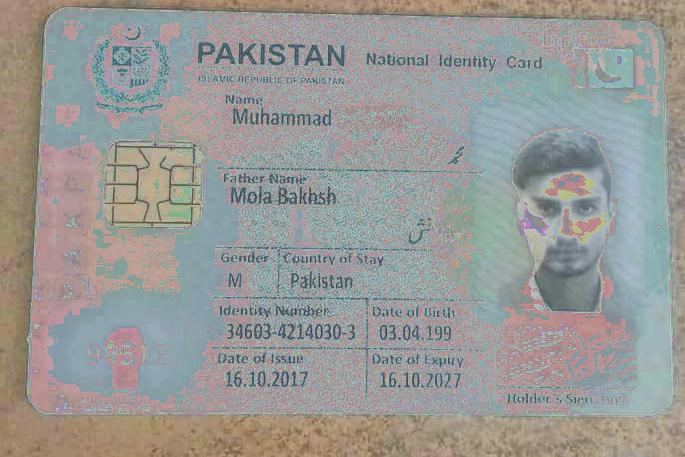 PAKISTAN National Identity Card
ISLAMIC REPUBLIC OF PAKISTAN
Name
Muhammad
Father Name
Mola Bakhsh
Gender Country of Stay
M Pakistan
Identity Number Date of Birth
34603-4214030-3 03.04.199
Date of Issue Date of Expiry
16.10.2017 16.10.2027
Holder's Signature